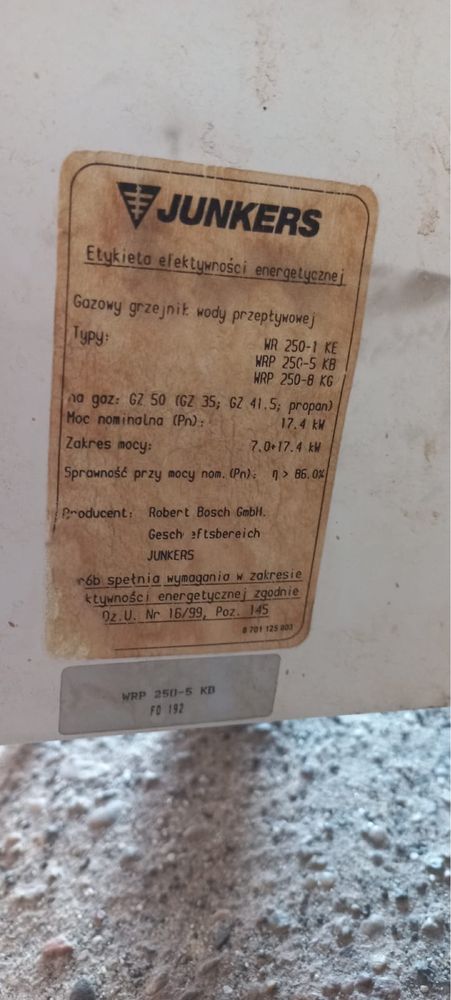 JUNKERS
Etykieta efektywności energetycznej
Gazowy grzejnik wody przepływowej
Typy:
WR 250-1 KE
WRP 250-5 KB
WRP 250-8 KG
na gaz: GZ 50 (GZ 35; GZ 41.5; propan)
Moc nominalna (Pn): 17.4 kW
Zakres mocy: 7.0÷17.4 kW
Sprawność przy mocy nom. (Pn): η > 86.0%
Producent: Robert Bosch GmbH.
Geschäftsbereich
JUNKERS
rób spełnia wymagania w zakresie
ktywności energetycznej zgodnie
Dz.U. Nr 16/99, Poz. 145
8 701 125 003
WRP 250-5 KB
FD 192